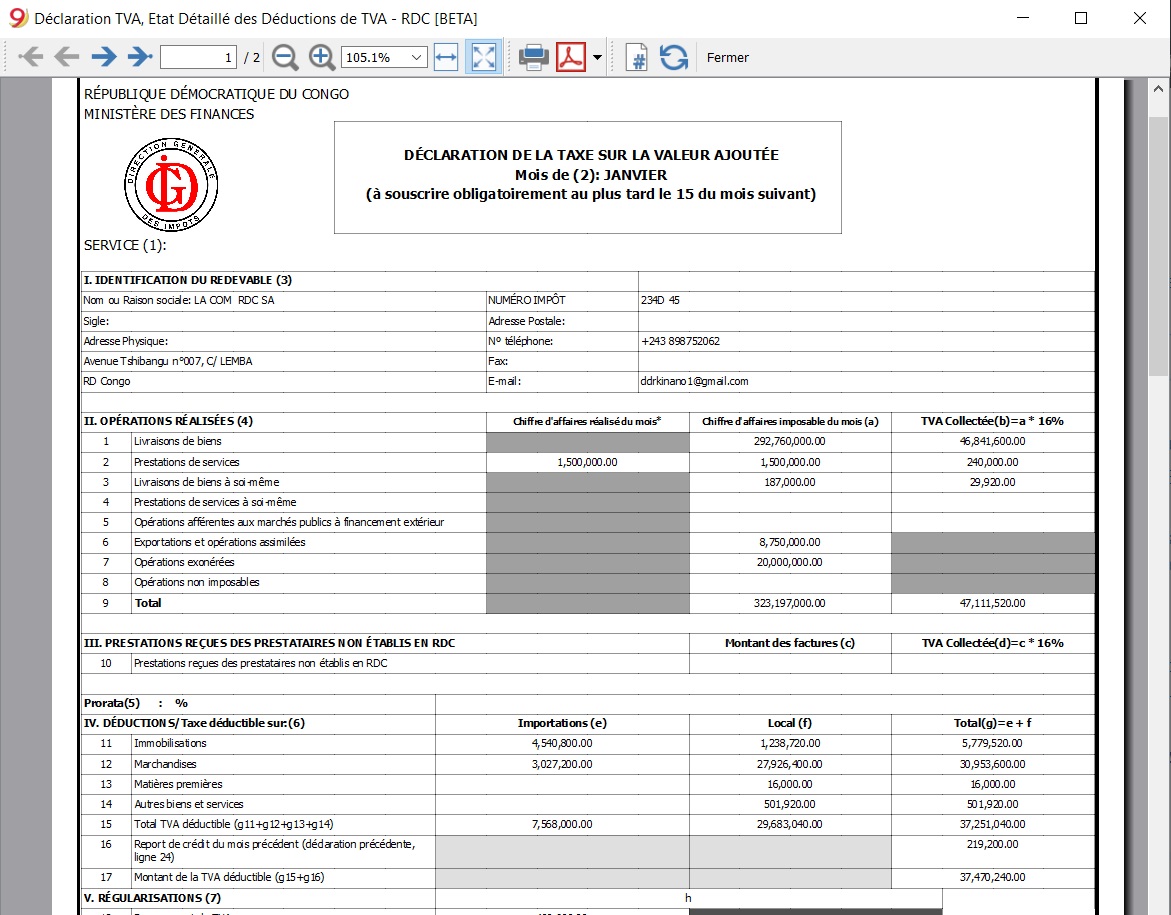 Déclaration TVA, Etat Détaillé des Déductions de TVA - RDC [BETA]
1 / 2 105.1% Fermer
RÉPUBLIQUE DÉMOCRATIQUE DU CONGO
MINISTÈRE DES FINANCES
DIRECTION GENERALE DES IMPOTS
DÉCLARATION DE LA TAXE SUR LA VALEUR AJOUTÉE
Mois de (2): JANVIER
(à souscrire obligatoirement au plus tard le 15 du mois suivant)
SERVICE (1):
I. IDENTIFICATION DU REDEVABLE (3)
Nom ou Raison sociale: LA COM RDC SA NUMÉRO IMPÔT 234D 45
Sigle: Adresse Postale:
Adresse Physique: Nº téléphone: +243 898752062
Avenue Tshibangu n°007, C/ LEMBA Fax:
RD Congo E-mail: ddrkinano1@gmail.com
II. OPÉRATIONS RÉALISÉES (4) Chiffre d'affaires réalisé du mois* Chiffre d'affaires imposable du mois (a) TVA Collectée(b)=a * 16%
1 Livraisons de biens 292,760,000.00 46,841,600.00
2 Prestations de services 1,500,000.00 1,500,000.00 240,000.00
3 Livraisons de biens à soi-même 187,000.00 29,920.00
4 Prestations de services à soi-même
5 Opérations afférentes aux marchés publics à financement extérieur
6 Exportations et opérations assimilées 8,750,000.00
7 Opérations exonérées 20,000,000.00
8 Opérations non imposables
9 Total 323,197,000.00 47,111,520.00
III. PRESTATIONS REÇUES DES PRESTATAIRES NON ÉTABLIS EN RDC Montant des factures (c) TVA Collectée(d)=c * 16%
10 Prestations reçues des prestataires non établis en RDC
Prorata(5) : %
IV. DÉDUCTIONS/Taxe déductible sur:(6) Importations (e) Local (f) Total(g)=e + f
11 Immobilisations 4,540,800.00 1,238,720.00 5,779,520.00
12 Marchandises 3,027,200.00 27,926,400.00 30,953,600.00
13 Matières premières 16,000.00 16,000.00
14 Autres biens et services 501,920.00 501,920.00
15 Total TVA déductible (g11+g12+g13+g14) 7,568,000.00 29,683,040.00 37,251,040.00
16 Report de crédit du mois précédent (déclaration précédente, 219,200.00
ligne 24)
17 Montant de la TVA déductible (g15+g16) 37,470,240.00
V. RÉGULARISATIONS (7) h